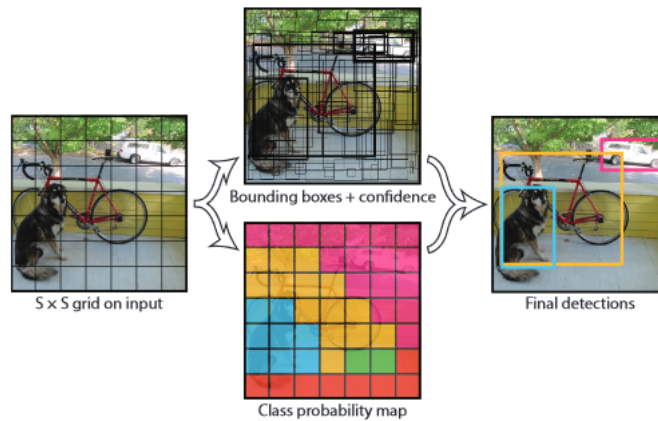 Bounding boxes + confidence
S × S grid on input
Final detections
Class probability map